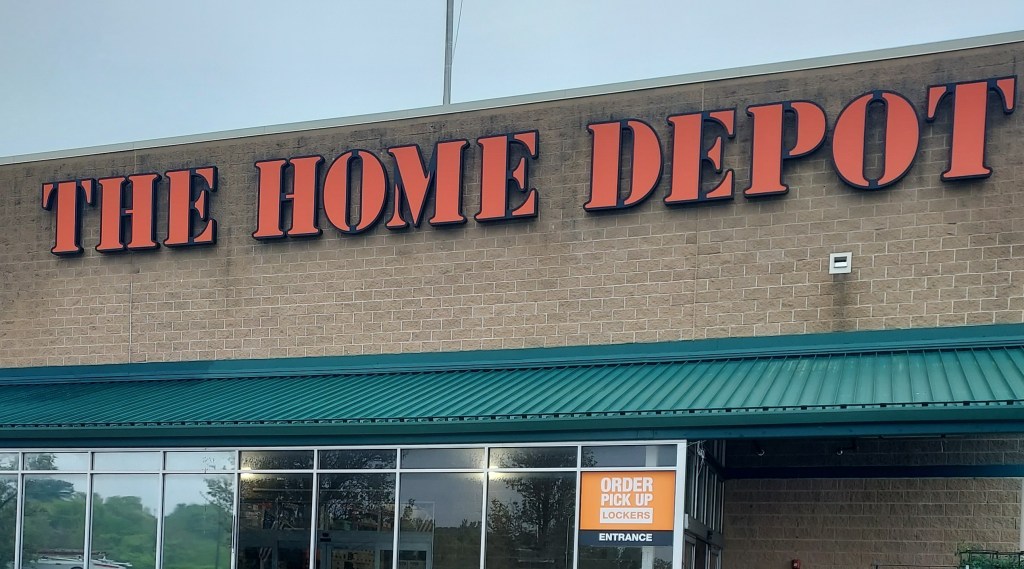 THE HOME DEPOT
ORDER
PICK UP
LOCKERS
ENTRANCE